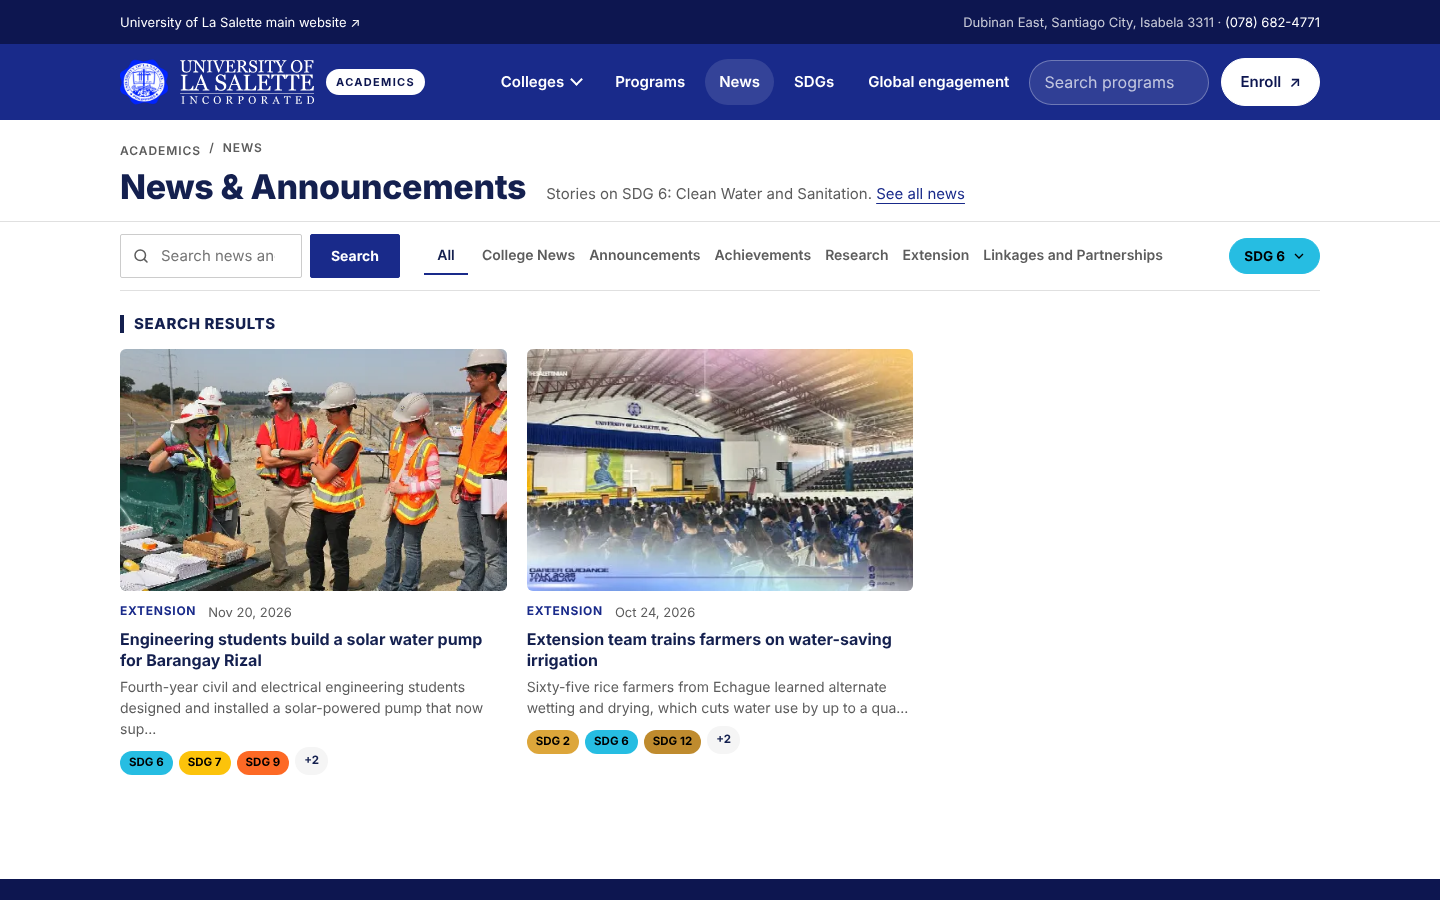 University of La Salette main website ↗
Dubinan East, Santiago City, Isabela 3311 · (078) 682-4771
UNIVERSITY OF
LA SALETTE
INCORPORATED
ACADEMICS
Colleges
Programs
News
SDGs
Global engagement
Search programs
Enroll ↗
ACADEMICS / NEWS
News & Announcements
Stories on SDG 6: Clean Water and Sanitation. See all news
Search news an
Search
All
College News
Announcements
Achievements
Research
Extension
Linkages and Partnerships
SDG 6
SEARCH RESULTS
EXTENSION Nov 20, 2026
Engineering students build a solar water pump
for Barangay Rizal
Fourth-year civil and electrical engineering students
designed and installed a solar-powered pump that now
sup...
SDG 6
SDG 7
SDG 9
+2
UNIVERSITY OF LA SALETTE, INC.
CAREER GUIDANCE
EXTENSION Oct 24, 2026
Extension team trains farmers on water-saving
irrigation
Sixty-five rice farmers from Echague learned alternate
wetting and drying, which cuts water use by up to a qua...
SDG 2
SDG 6
SDG 12
+2